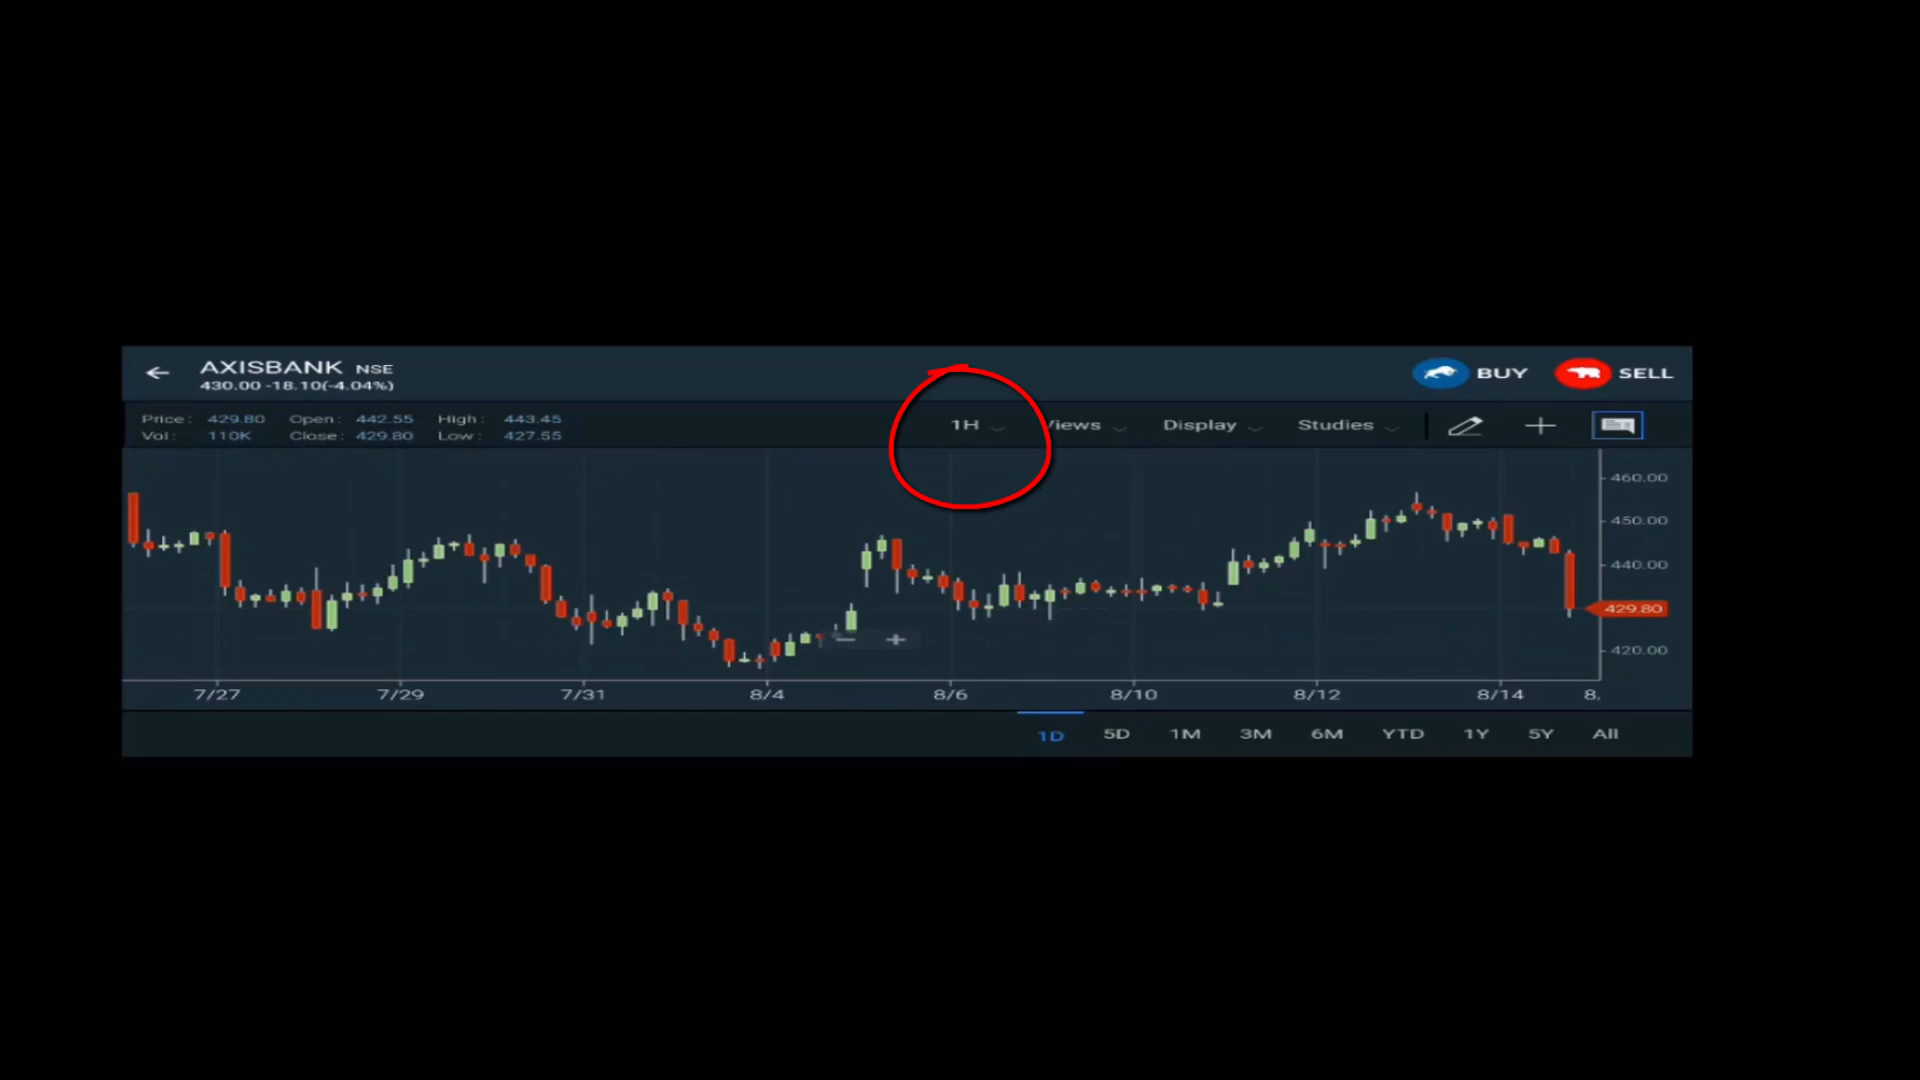 AXISBANK NSE
430.00 -18.10(-4.04%)
BUY
SELL
Price: 429.80 Open: 442.55 High: 443.45
Vol: 110K Close: 429.80 Low: 427.55
1H
Views
Display
Studies
460.00
450.00
440.00
429.80
420.00
7/27 7/29 7/31 8/4 8/6 8/10 8/12 8/14 8.
1D 5D 1M 3M 6M YTD 1Y 5Y All